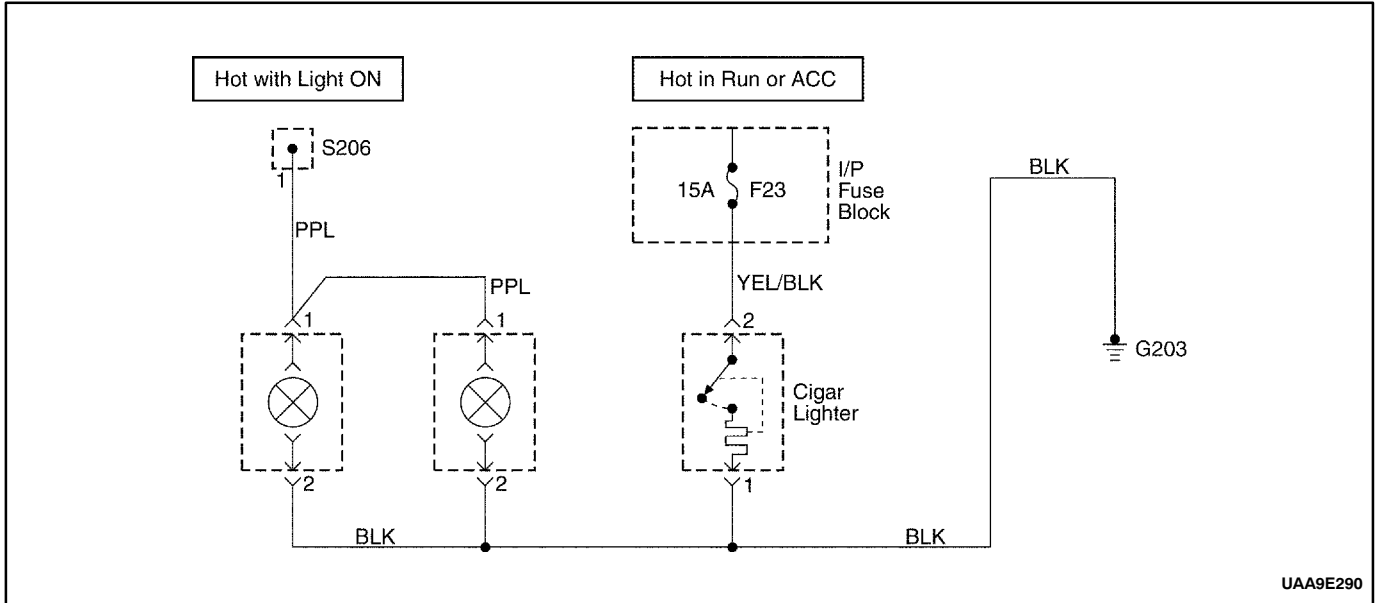 Hot with Light ON
Hot in Run or ACC
S206
1
PPL
PPL
15A
F23
I/P
Fuse
Block
YEL/BLK
BLK
G203
1
1
2
Cigar
Lighter
2
2
1
BLK
BLK
UAA9E290